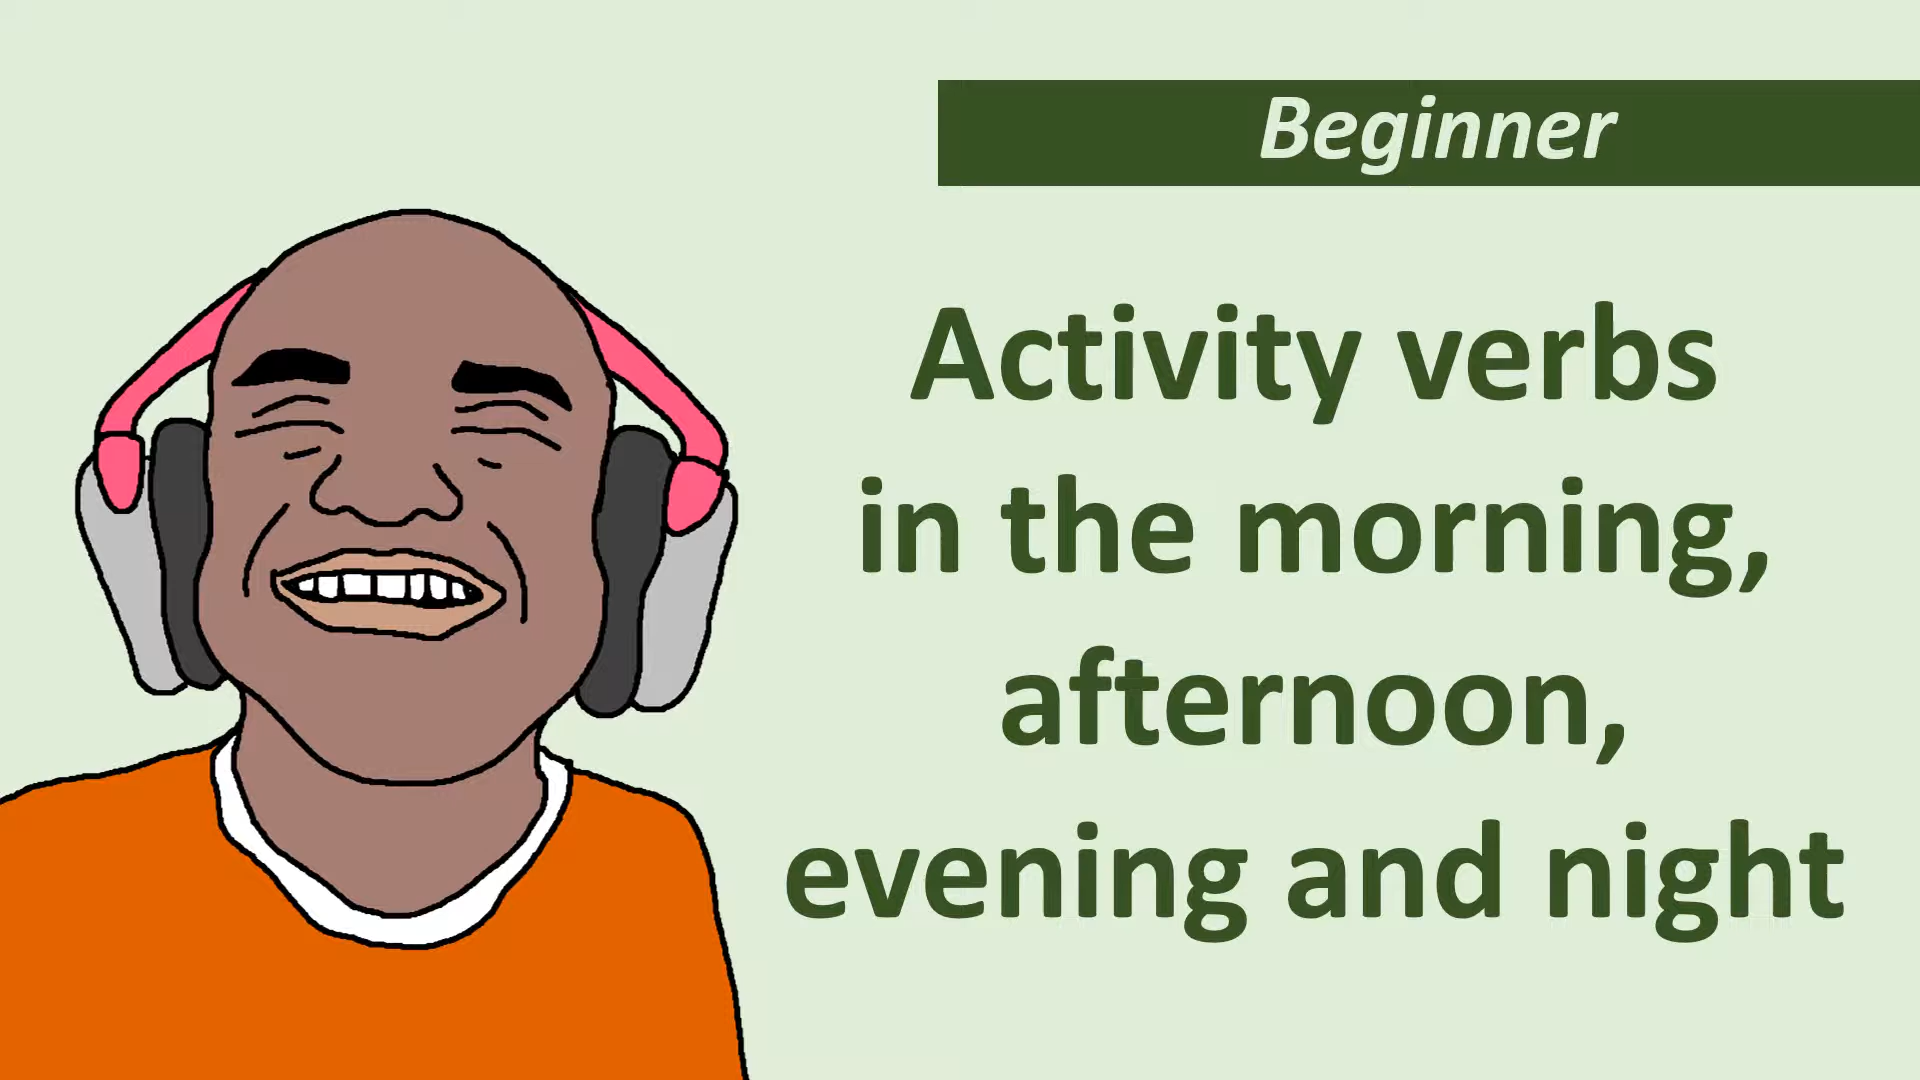 Beginner
Activity verbs
in the morning,
afternoon,
evening and night